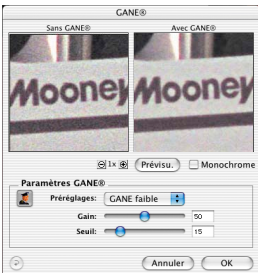 GANE®
Sans GANE®
Avec GANE®
Mooney
Mooney
1x
Prévisu.
Monochrome
Paramètres GANE®
Préréglages: GANE faible
Gain: 50
Seuil: 15
Annuler
OK